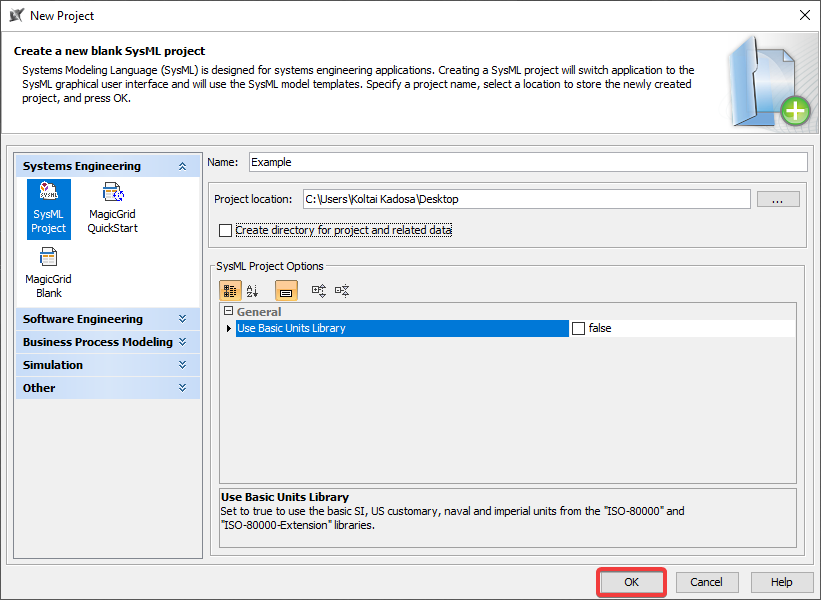 New Project
Create a new blank SysML project
Systems Modeling Language (SysML) is designed for systems engineering applications. Creating a SysML project will switch application to the
SysML graphical user interface and will use the SysML model templates. Specify a project name, select a location to store the newly created
project, and press OK.
Systems Engineering
SysML
Project
MagicGrid
QuickStart
MagicGrid
Blank
Software Engineering
Business Process Modeling
Simulation
Other
Name: Example
Project location: C:\Users\Koltai Kadosa\Desktop ...
Create directory for project and related data
SysML Project Options
General
Use Basic Units Library false
Use Basic Units Library
Set to true to use the basic SI, US customary, naval and imperial units from the "ISO-80000" and
"ISO-80000-Extension" libraries.
OK Cancel Help